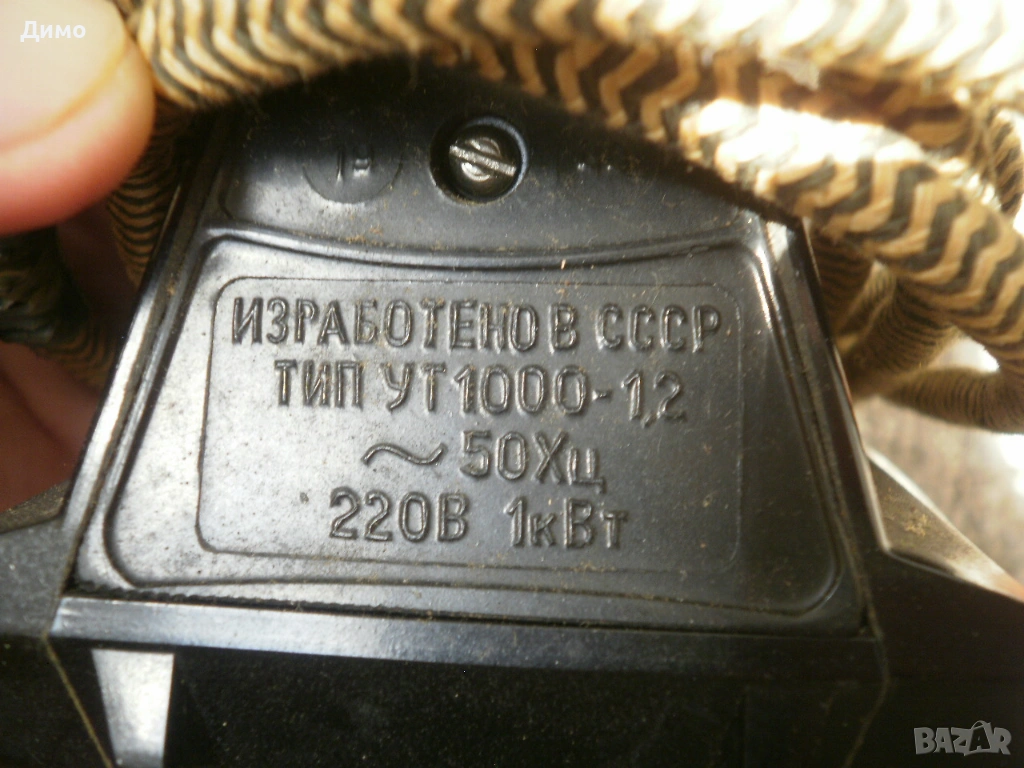 Димо
ИЗРАБОТЕНО В СССР
ТИП УТ1000-1,2
~50Хц
220В 1кВт
BAZAR